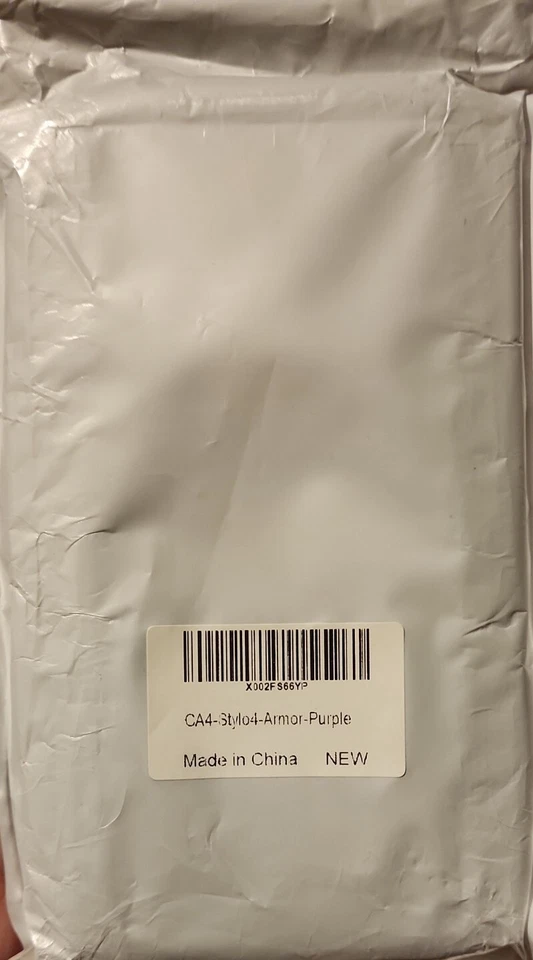 X002FS66YP
CA4-Stylo4-Armor-Purple
Made in China NEW